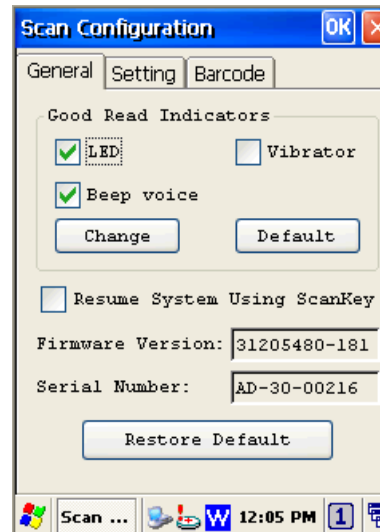 Scan Configuration OK
General Setting Barcode
Good Read Indicators
LED Vibrator
Beep voice
Change Default
Resume System Using ScanKey
Firmware Version: 31205480-181
Serial Number: AD-30-00216
Restore Default
Scan ... W 12:05 PM 1